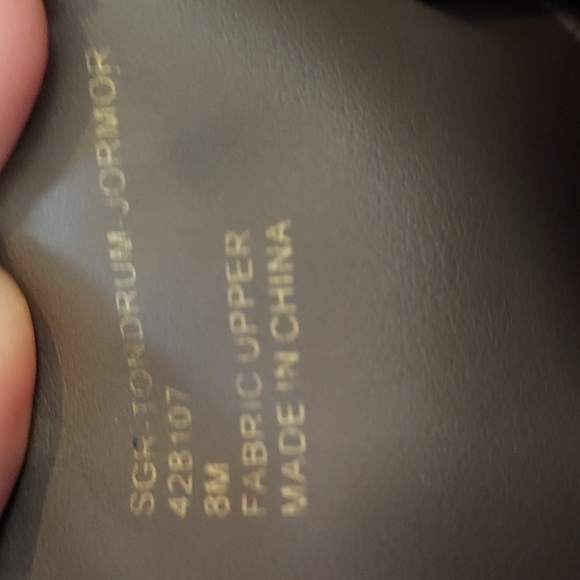 SGR-TONDRUM-JORMOR
428107
8M
FABRIC UPPER
MADE IN CHINA